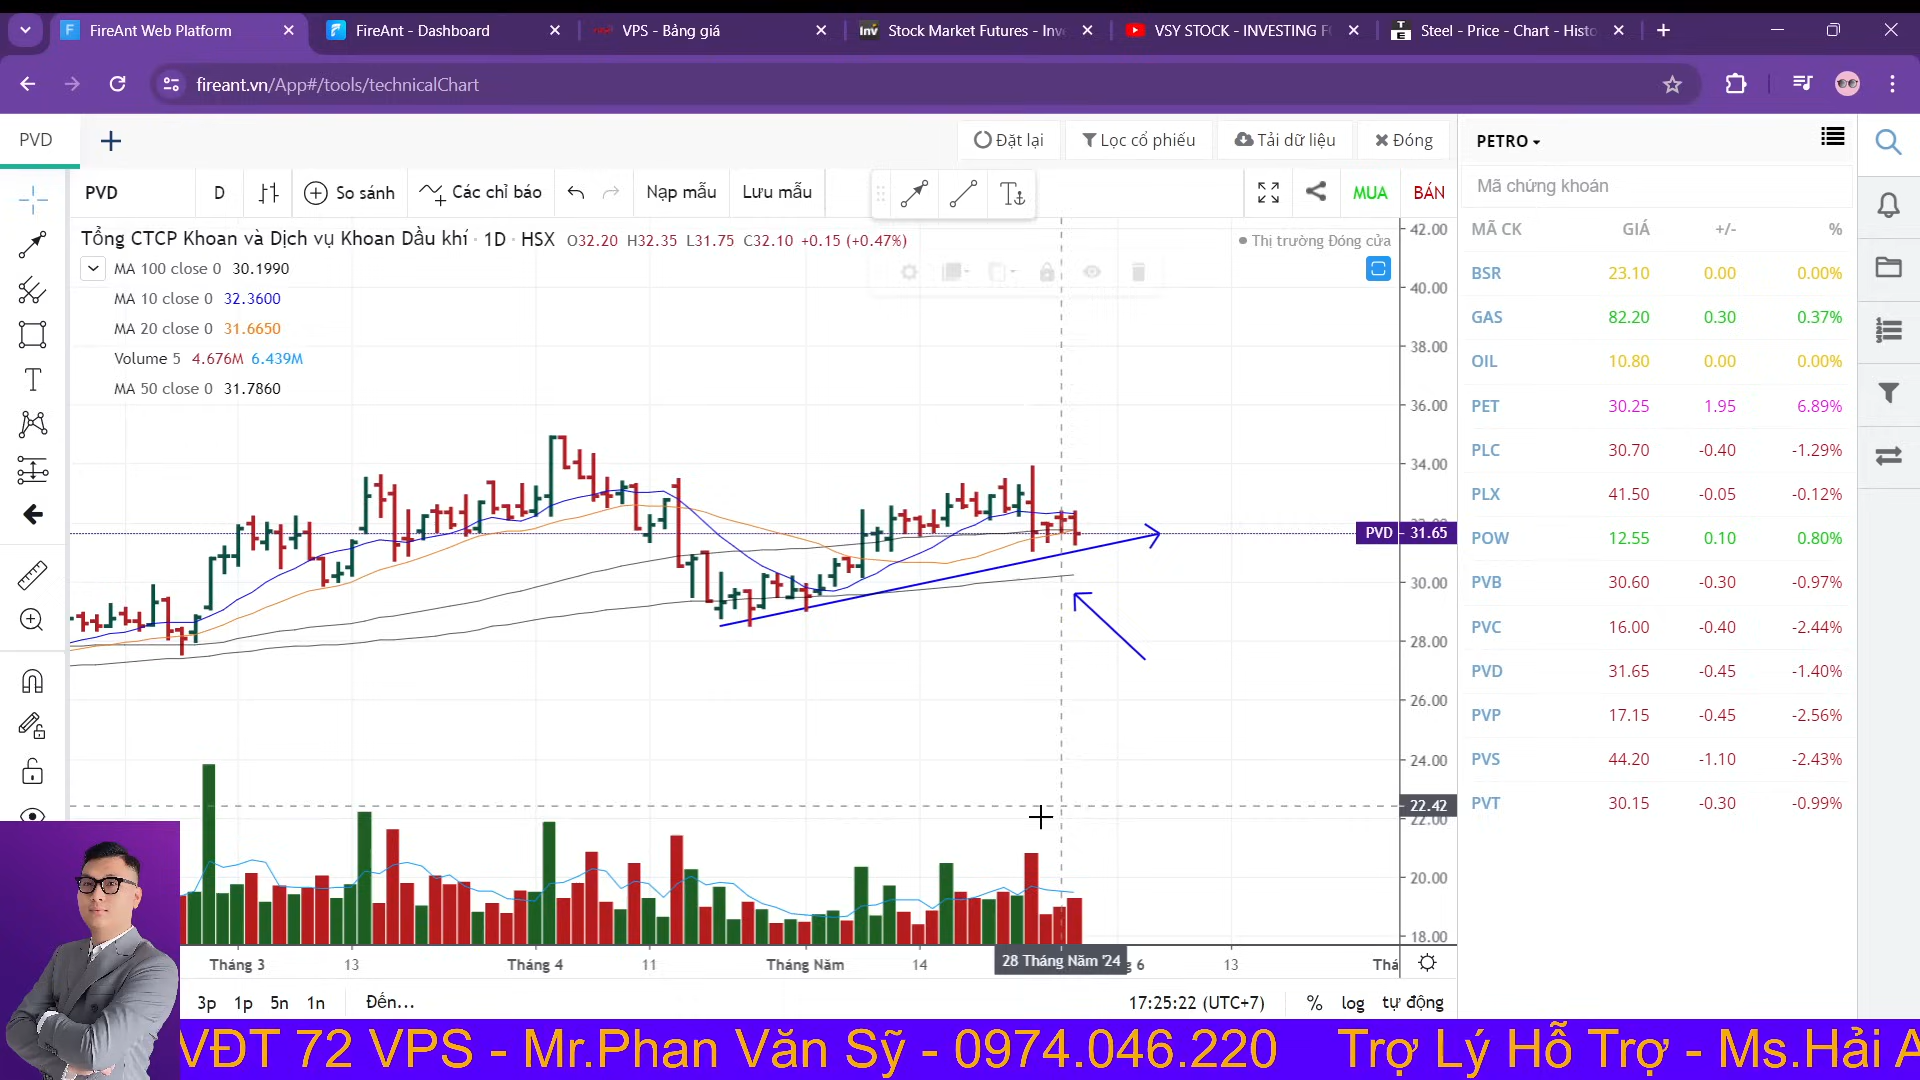 FireAnt Web Platform
FireAnt - Dashboard
VPS - Bảng giá
Stock Market Futures - Inve
VSY STOCK - INVESTING F
Steel - Price - Chart - Histo
fireant.vn/App#/tools/technicalChart
PVD
Đặt lại
Lọc cổ phiếu
Tải dữ liệu
Đóng
PVD
D
So sánh
Các chỉ báo
Nạp mẫu
Lưu mẫu
MUA
BÁN
Tổng CTCP Khoan và Dịch vụ Khoan Dầu khí · 1D · HSX O32.20 H32.35 L31.75 C32.10 +0.15 (+0.47%)
Thị trường Đóng cửa
MA 100 close 0 30.1990
MA 10 close 0 32.3600
MA 20 close 0 31.6650
Volume 5 4.676M 6.439M
MA 50 close 0 31.7860
42.00
40.00
38.00
36.00
34.00
PVD 31.65
30.00
28.00
26.00
24.00
22.42
22.00
20.00
18.00
Tháng 3
13
Tháng 4
11
Tháng Năm
14
28 Tháng Năm '24
g 6
13
Thá
3p 1p 5n 1n Đến...
17:25:22 (UTC+7) % log tự động
PETRO
Mã chứng khoán
MÃ CK GIÁ +/- %
BSR 23.10 0.00 0.00%
GAS 82.20 0.30 0.37%
OIL 10.80 0.00 0.00%
PET 30.25 1.95 6.89%
PLC 30.70 -0.40 -1.29%
PLX 41.50 -0.05 -0.12%
POW 12.55 0.10 0.80%
PVB 30.60 -0.30 -0.97%
PVC 16.00 -0.40 -2.44%
PVD 31.65 -0.45 -1.40%
PVP 17.15 -0.45 -2.56%
PVS 44.20 -1.10 -2.43%
PVT 30.15 -0.30 -0.99%
VĐT 72 VPS - Mr.Phan Văn Sỹ - 0974.046.220 Trợ Lý Hỗ Trợ - Ms.Hải A